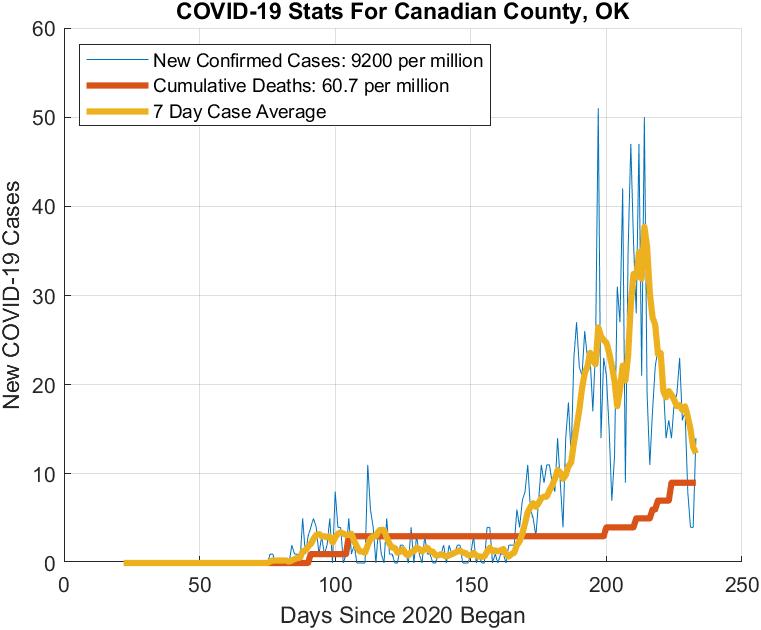 COVID-19 Stats For Canadian County, OK
New Confirmed Cases: 9200 per million
Cumulative Deaths: 60.7 per million
7 Day Case Average
New COVID-19 Cases
60
50
40
30
20
10
0
0 50 100 150 200 250
Days Since 2020 Began